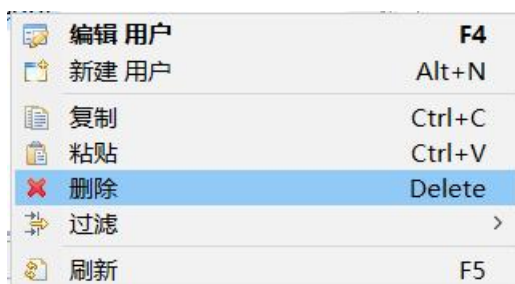 编辑 用户 F4
新建 用户 Alt+N
复制 Ctrl+C
粘贴 Ctrl+V
删除 Delete
过滤
刷新 F5